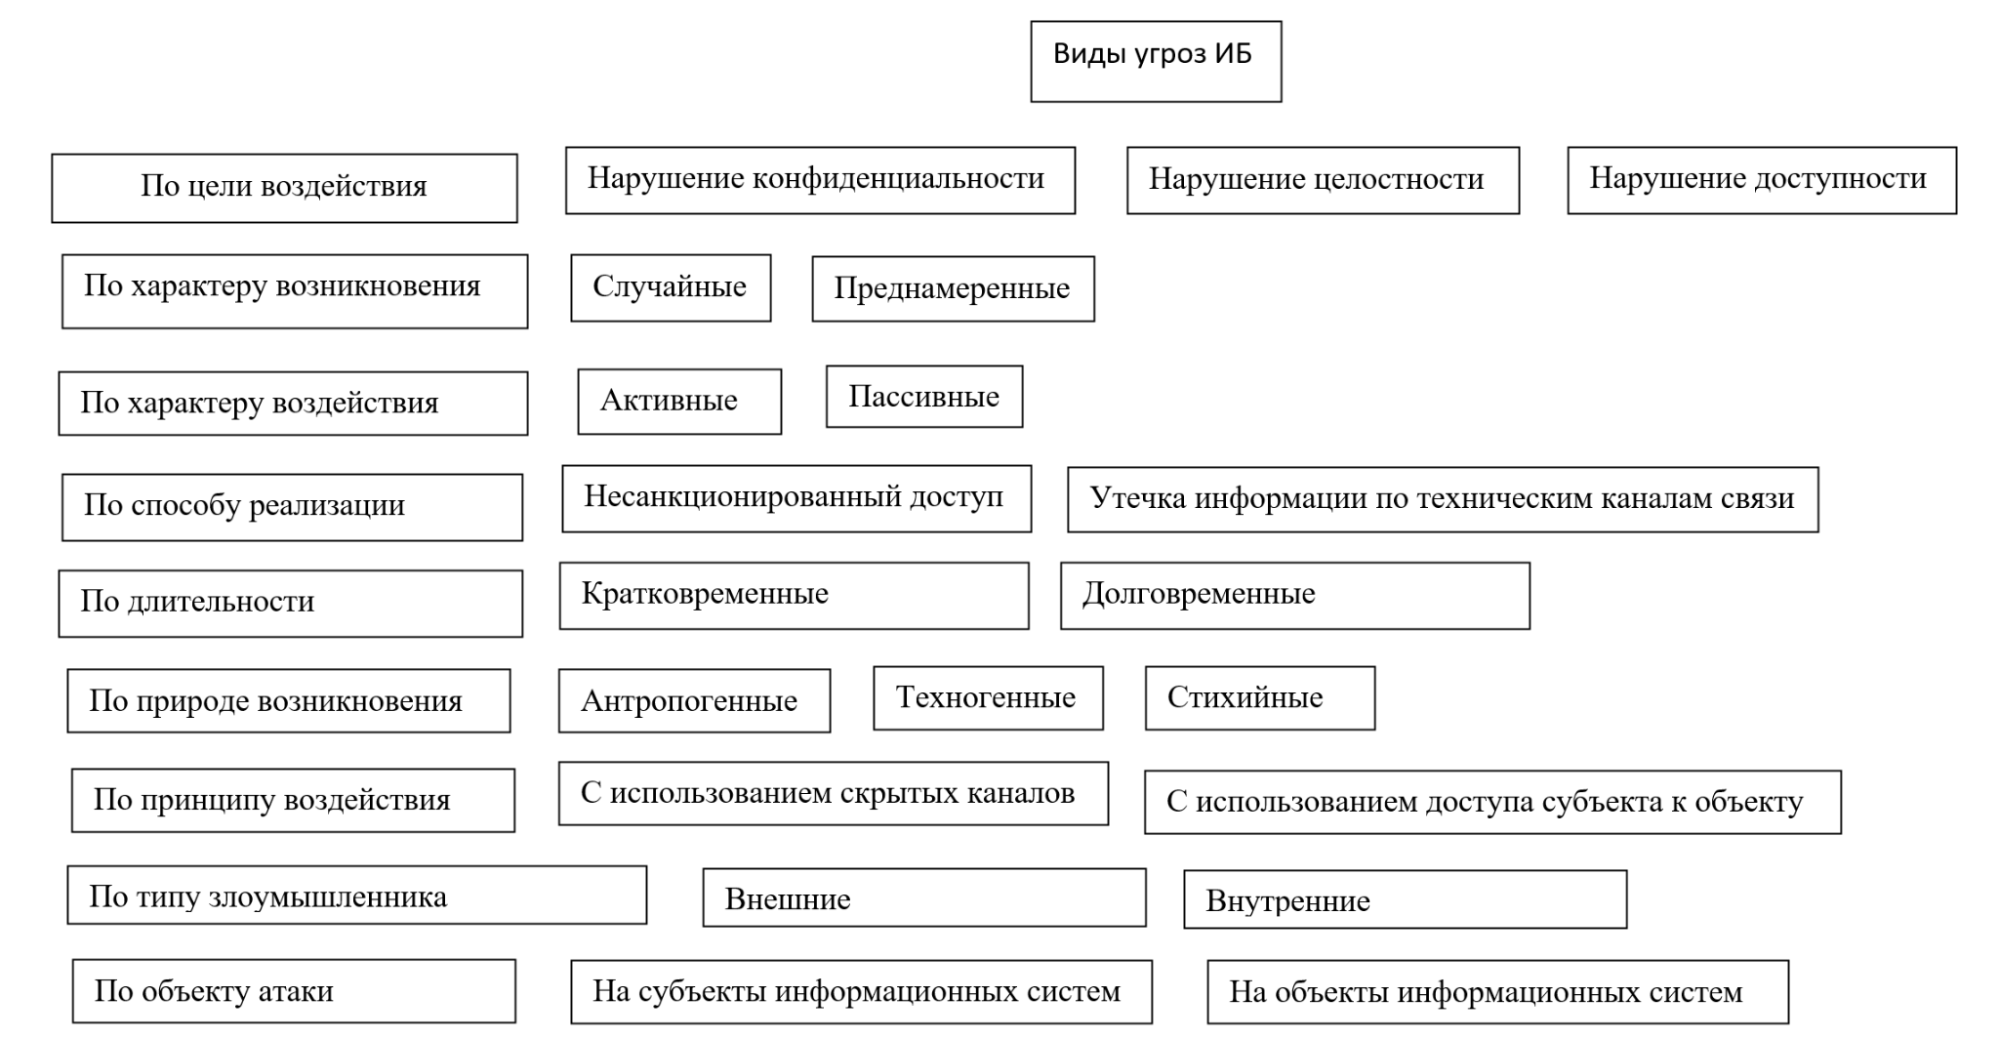 Виды угроз ИБ
По цели воздействия
Нарушение конфиденциальности
Нарушение целостности
Нарушение доступности
По характеру возникновения
Случайные
Преднамеренные
По характеру воздействия
Активные
Пассивные
По способу реализации
Несанкционированный доступ
Утечка информации по техническим каналам связи
По длительности
Кратковременные
Долговременные
По природе возникновения
Антропогенные
Техногенные
Стихийные
По принципу воздействия
С использованием скрытых каналов
С использованием доступа субъекта к объекту
По типу злоумышленника
Внешние
Внутренние
По объекту атаки
На субъекты информационных систем
На объекты информационных систем